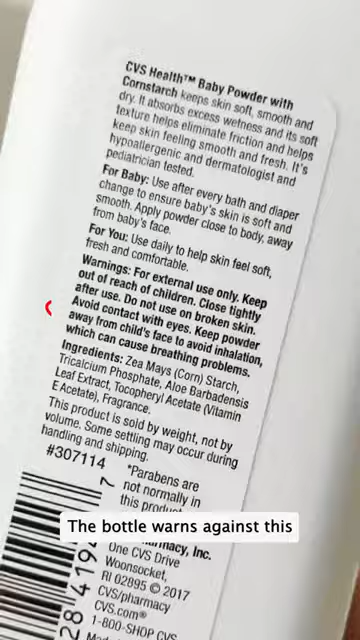 CVS Health™ Baby Powder with
Cornstarch keeps skin soft, smooth and
dry. It absorbs excess wetness and its soft
texture helps eliminate friction and helps
keep skin feeling smooth and fresh. It's
hypoallergenic and dermatologist and
pediatrician tested.
For Baby: Use after every bath and diaper
change to ensure baby's skin is soft and
smooth. Apply powder close to body, away
from baby's face.
For You: Use daily to help skin feel soft,
fresh and comfortable.
Warnings: For external use only. Keep
out of reach of children. Close tightly
after use. Do not use on broken skin.
Avoid contact with eyes. Keep powder
away from child's face to avoid inhalation,
which can cause breathing problems.
Ingredients: Zea Mays (Corn) Starch,
Tricalcium Phosphate, Aloe Barbadensis
Leaf Extract, Tocopheryl Acetate (Vitamin
E Acetate), Fragrance.
This product is sold by weight, not by
volume. Some settling may occur during
handling and shipping.
#307114
*Parabens are
not normally in
this
The bottle warns against this
Inc.
One CVS Drive
Woonsocket,
RI 02895 © 2017
CVS/pharmacy
CVS.com®
1-800-SHOP CVS
7
28 4194